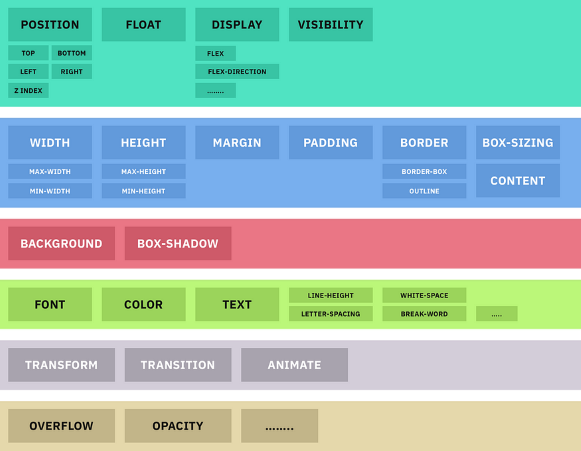 POSITION FLOAT DISPLAY VISIBILITY
TOP BOTTOM FLEX
LEFT RIGHT FLEX-DIRECTION
Z INDEX ........
WIDTH HEIGHT MARGIN PADDING BORDER BOX-SIZING
MAX-WIDTH MAX-HEIGHT BORDER-BOX CONTENT
MIN-WIDTH MIN-HEIGHT OUTLINE
BACKGROUND BOX-SHADOW
FONT COLOR TEXT LINE-HEIGHT WHITE-SPACE
LETTER-SPACING BREAK-WORD .....
TRANSFORM TRANSITION ANIMATE
OVERFLOW OPACITY ........